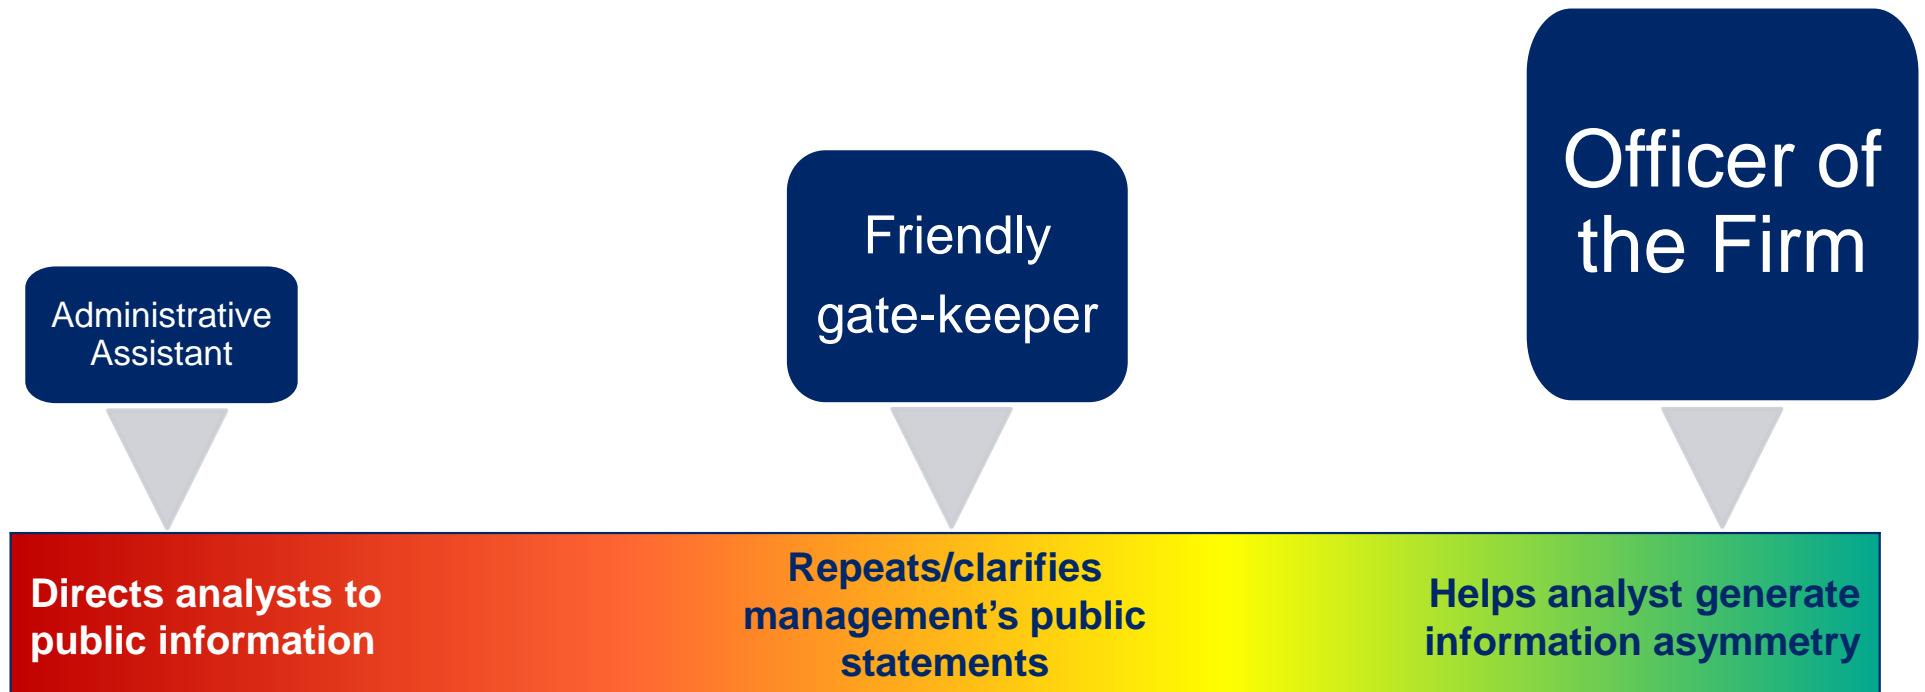 Administrative
Assistant
Friendly
gate-keeper
Officer of
the Firm
Directs analysts to
public information
Repeats/clarifies
management’s public
statements
Helps analyst generate
information asymmetry